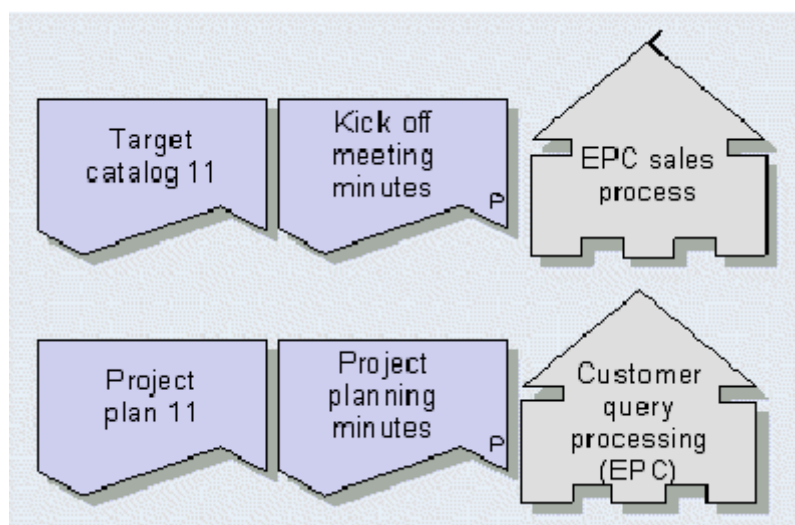 Target
catalog 11
Kick off
meeting
minutes
P
EPC sales
process
Project
plan 11
Project
planning
minutes
P
Customer
query
processing
(EPC)